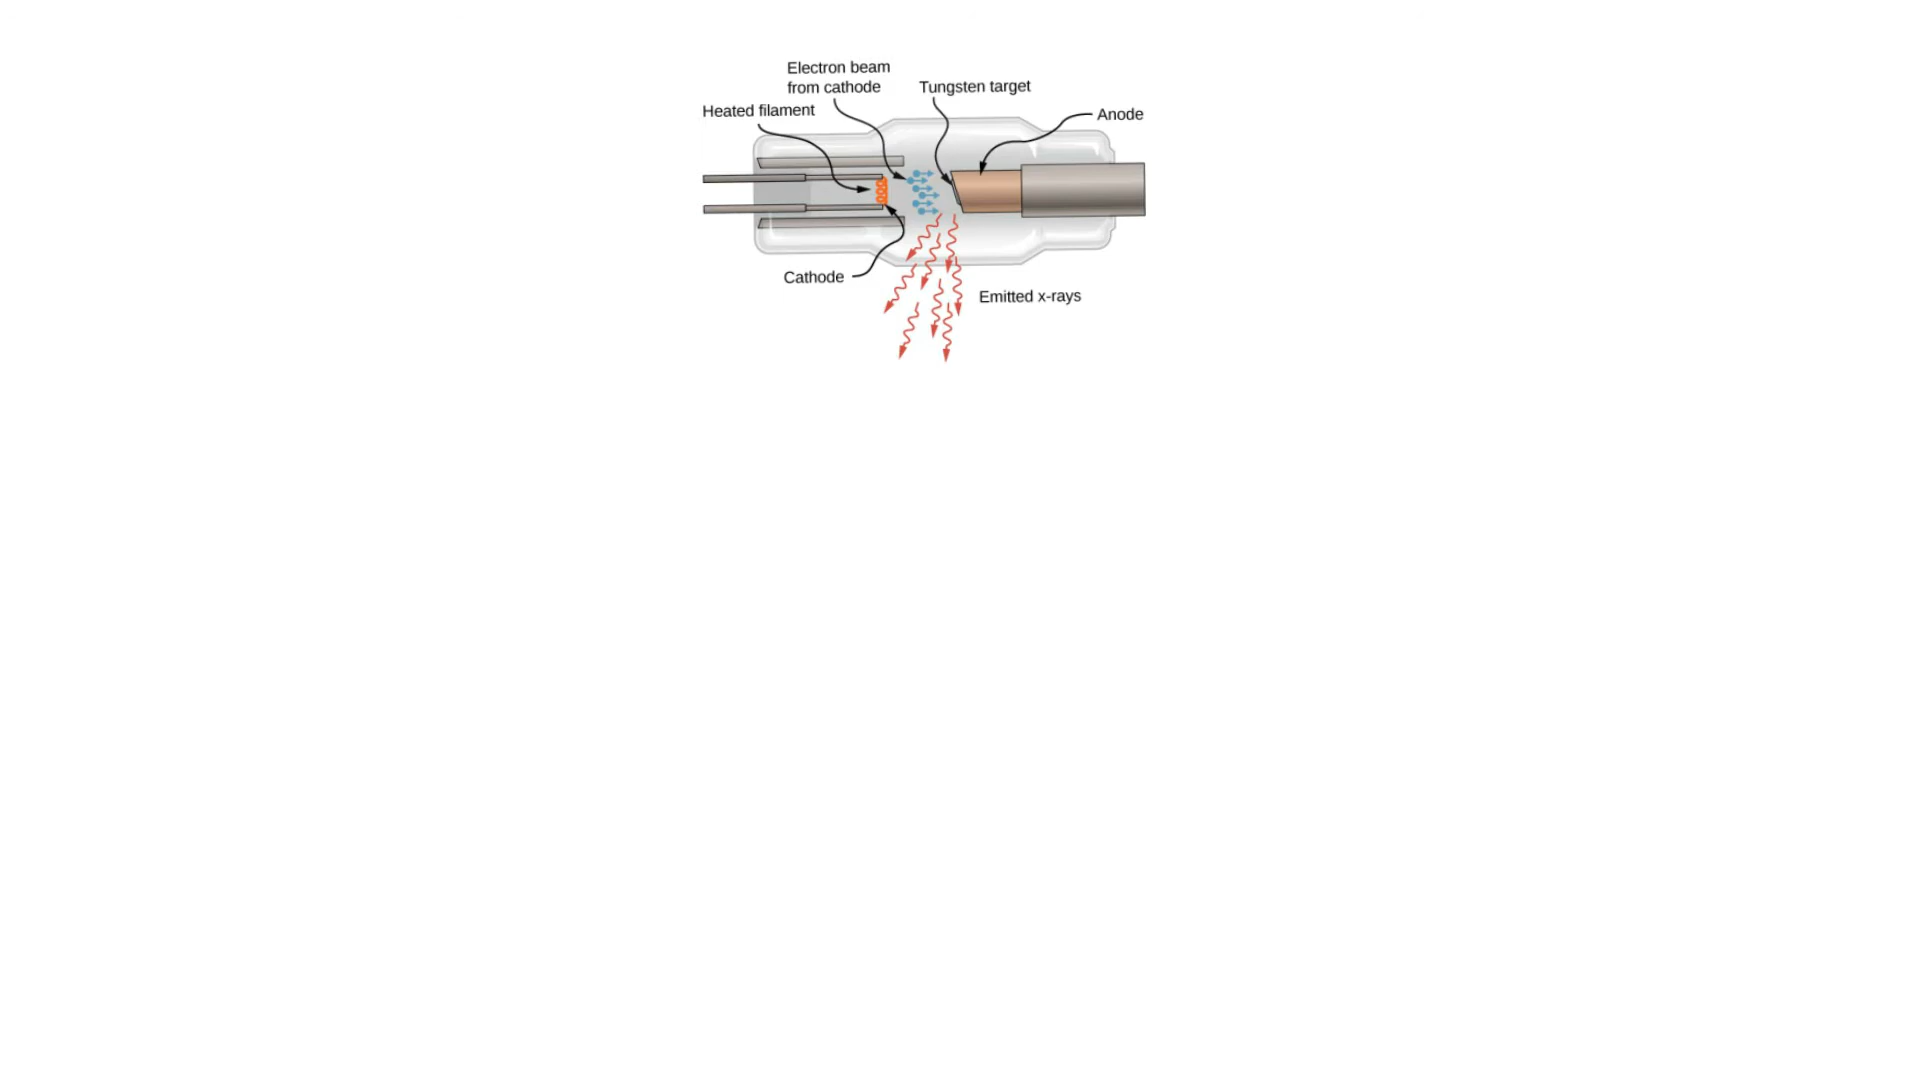 Electron beam
from cathode
Tungsten target
Heated filament
Anode
Cathode
Emitted x-rays